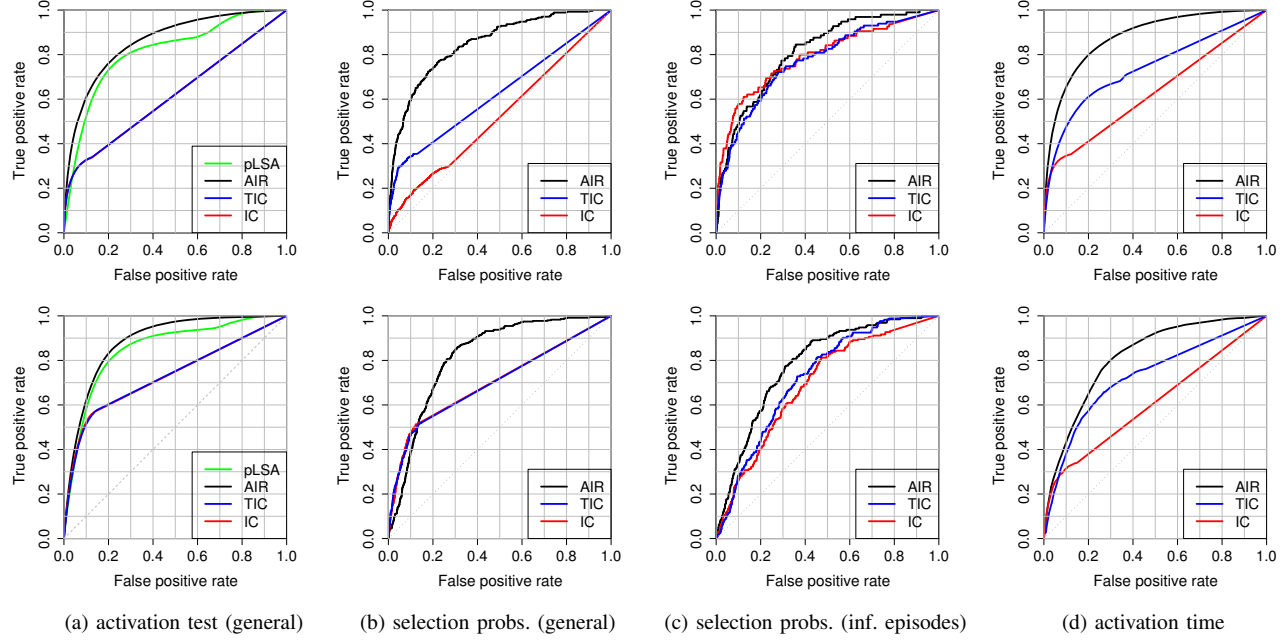 True positive rate
0.0 0.2 0.4 0.6 0.8 1.0
pLSA
AIR
TIC
IC
0.0 0.2 0.4 0.6 0.8 1.0
False positive rate
True positive rate
0.0 0.2 0.4 0.6 0.8 1.0
AIR
TIC
IC
0.0 0.2 0.4 0.6 0.8 1.0
False positive rate
True positive rate
0.0 0.2 0.4 0.6 0.8 1.0
AIR
TIC
IC
0.0 0.2 0.4 0.6 0.8 1.0
False positive rate
True positive rate
0.0 0.2 0.4 0.6 0.8 1.0
AIR
TIC
IC
0.0 0.2 0.4 0.6 0.8 1.0
False positive rate
True positive rate
0.0 0.2 0.4 0.6 0.8 1.0
pLSA
AIR
TIC
IC
0.0 0.2 0.4 0.6 0.8 1.0
False positive rate
True positive rate
0.0 0.2 0.4 0.6 0.8 1.0
AIR
TIC
IC
0.0 0.2 0.4 0.6 0.8 1.0
False positive rate
True positive rate
0.0 0.2 0.4 0.6 0.8 1.0
AIR
TIC
IC
0.0 0.2 0.4 0.6 0.8 1.0
False positive rate
True positive rate
0.0 0.2 0.4 0.6 0.8 1.0
AIR
TIC
IC
0.0 0.2 0.4 0.6 0.8 1.0
False positive rate
(a) activation test (general)
(b) selection probs. (general)
(c) selection probs. (inf. episodes)
(d) activation time